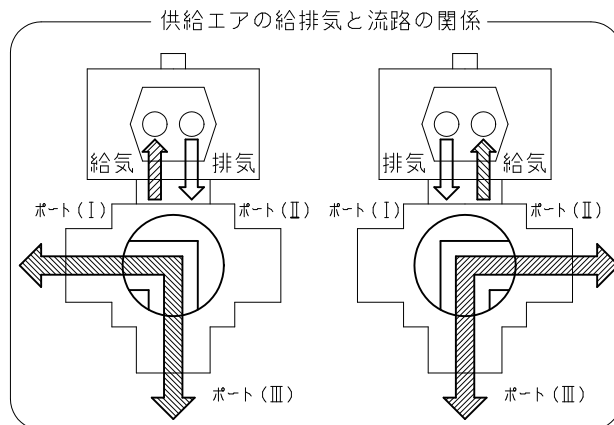 供給エアの給排気と流路の関係
給気 排気 排気 給気
ポート(Ⅰ) ポート(Ⅱ) ポート(Ⅰ) ポート(Ⅱ)
ポート(Ⅲ) ポート(Ⅲ)